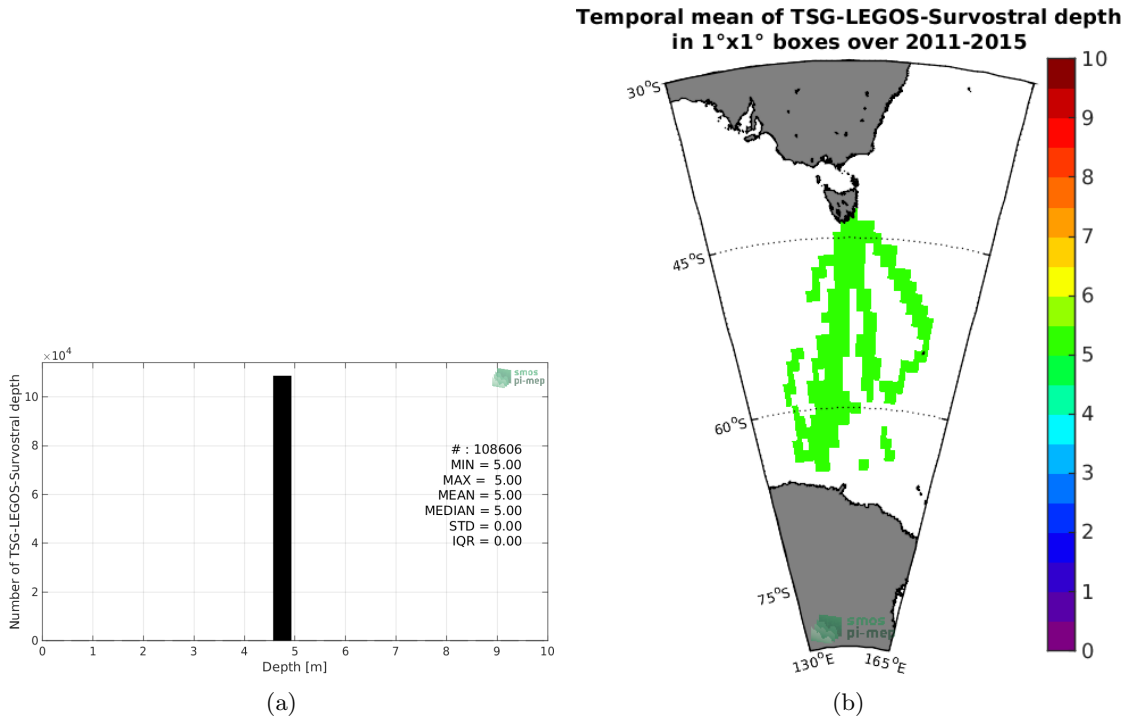 Temporal mean of TSG-LEGOS-Survostral depth
in 1°x1° boxes over 2011-2015
30°S
45°S
60°S
75°S
130°E
165°E
10
9
8
7
6
5
4
3
2
1
0
smos
pi-mep
×10⁴
10
8
6
4
2
0
Number of TSG-LEGOS-Survostral depth
smos
pi-mep
# : 108606
MIN = 5.00
MAX = 5.00
MEAN = 5.00
MEDIAN = 5.00
STD = 0.00
IQR = 0.00
0 1 2 3 4 5 6 7 8 9 10
Depth [m]
(a)
(b)